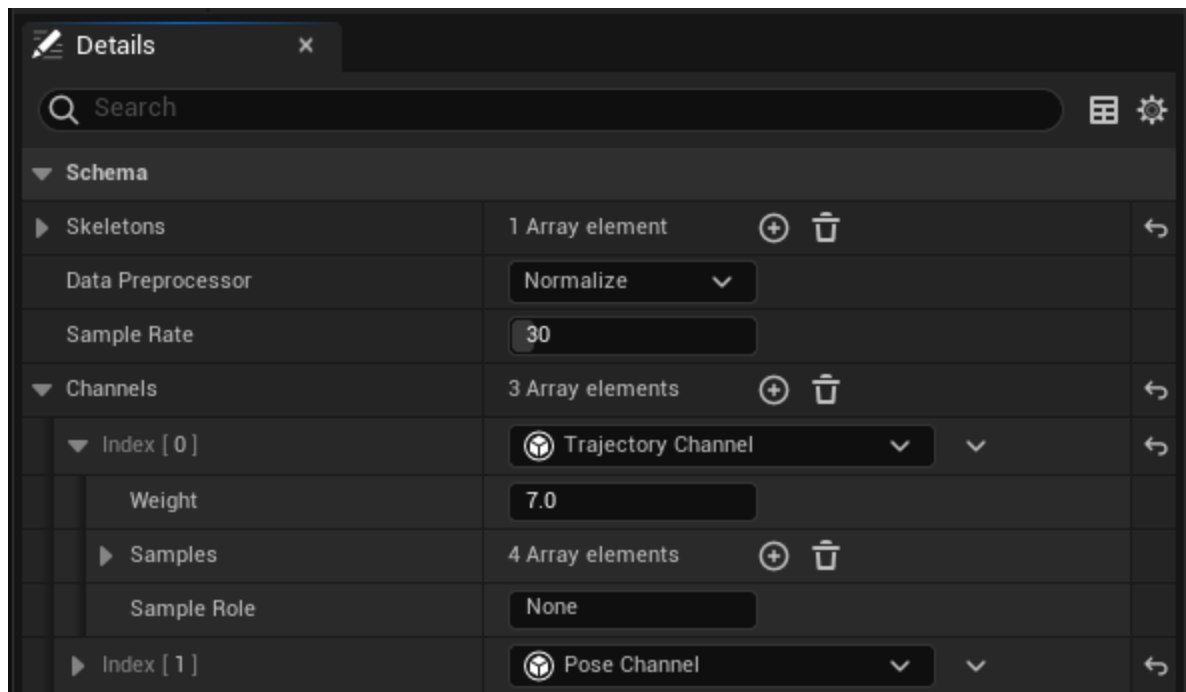 Details
Search
Schema
Skeletons 1 Array element
Data Preprocessor Normalize
Sample Rate 30
Channels 3 Array elements
Index [ 0 ] Trajectory Channel
Weight 7.0
Samples 4 Array elements
Sample Role None
Index [ 1 ] Pose Channel